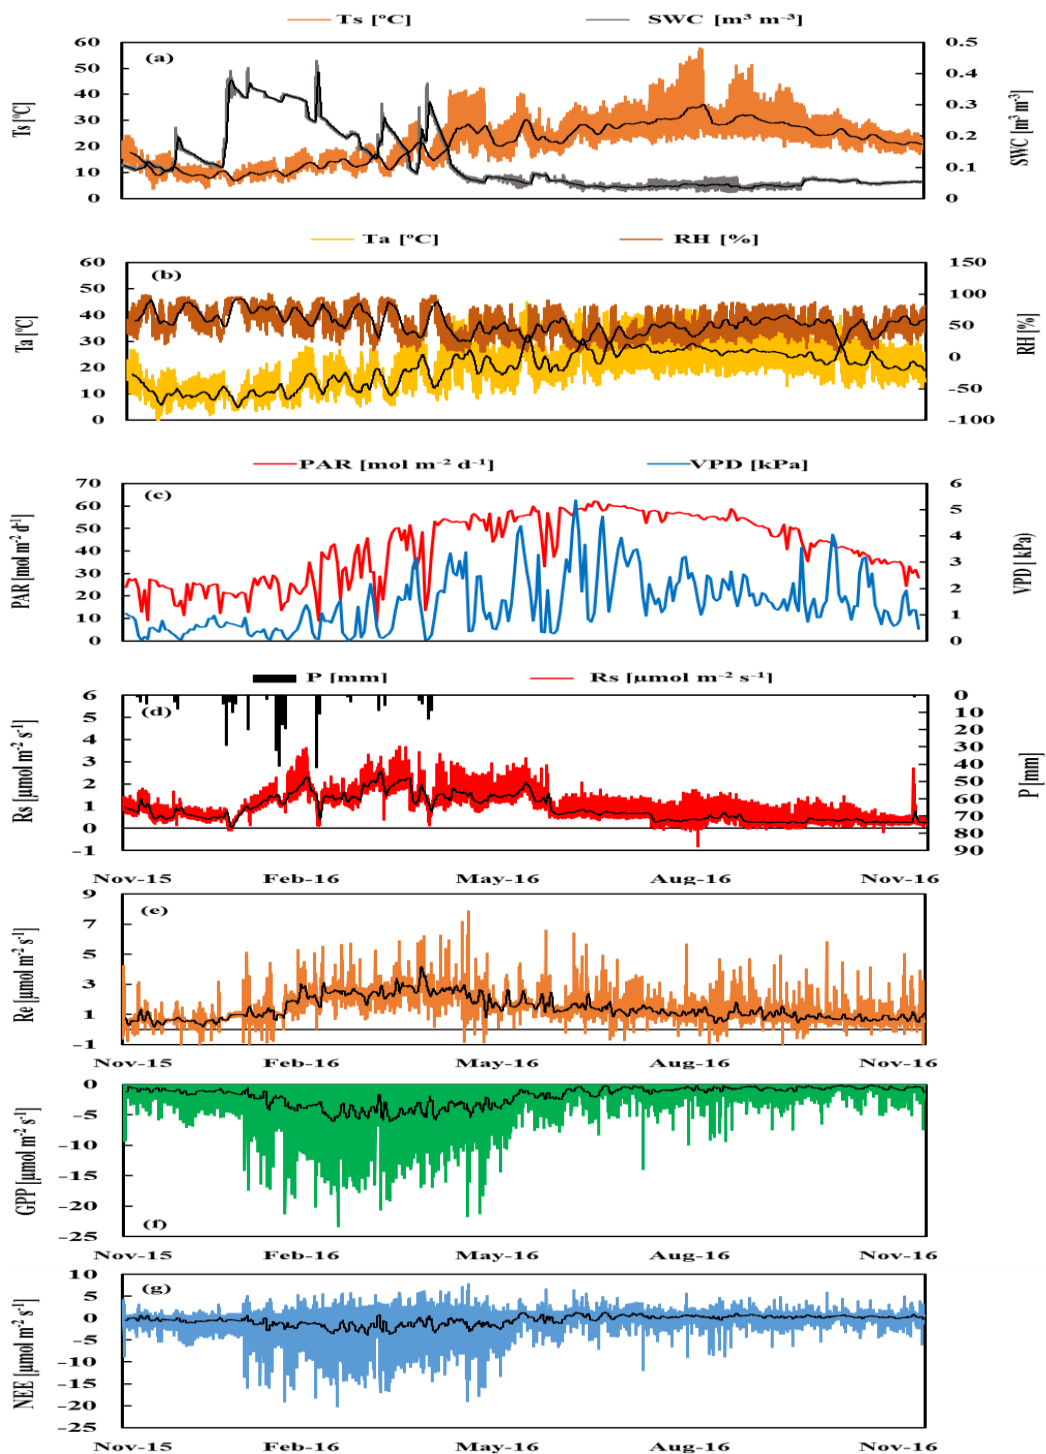 Ts [ºC] SWC [m³ m⁻³]
60 0.5
(a)
50 0.4
40 0.3
30 0.2
20 0.1
10 0
0
Ts [ºC]
SWC [m³ m⁻³]
Ta [ºC] RH [%]
60 150
(b)
50 100
40 50
30 0
20 -50
10 -100
0
Ta [ºC]
RH [%]
PAR [mol m⁻² d⁻¹] VPD [kPa]
70 6
(c)
60 5
50 4
40 3
30 2
20 1
10 0
0
PAR [mol m⁻² d⁻¹]
VPD [kPa]
P [mm] Rs [µmol m⁻² s⁻¹]
6 0
(d)
5 10
4 20
3 30
2 40
1 50
0 60
-1 70
80
90
Rs [µmol m⁻² s⁻¹]
P [mm]
Nov-15 Feb-16 May-16 Aug-16 Nov-16
9
(e)
7
5
3
1
-1
Re [µmol m⁻² s⁻¹]
Nov-15 Feb-16 May-16 Aug-16 Nov-16
0
-5
-10
-15
-20
(f)
-25
GPP [µmol m⁻² s⁻¹]
Nov-15 Feb-16 May-16 Aug-16 Nov-16
10
(g)
5
0
-5
-10
-15
-20
-25
NEE [µmol m⁻² s⁻¹]
Nov-15 Feb-16 May-16 Aug-16 Nov-16